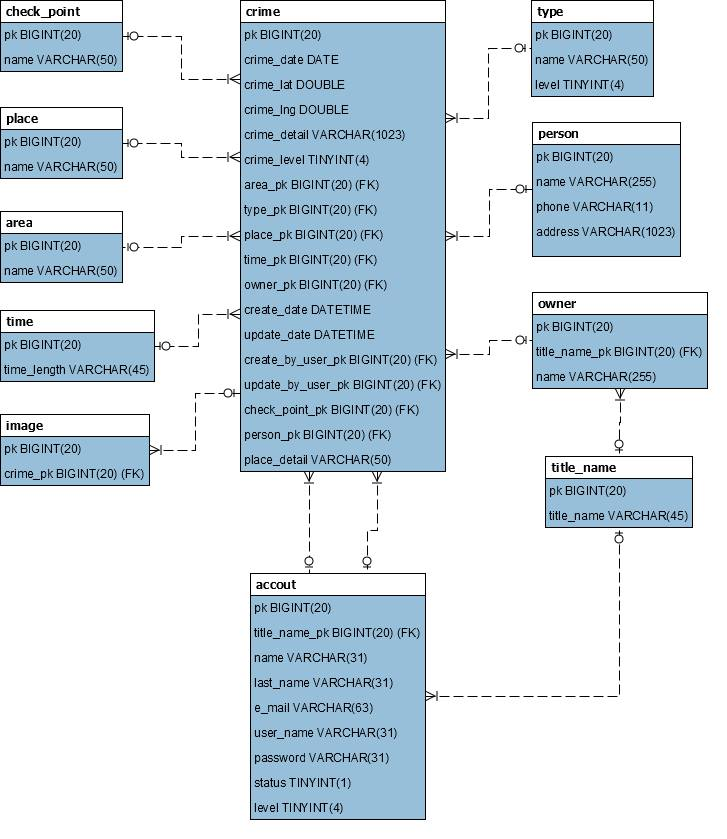 check_point
pk BIGINT(20)
name VARCHAR(50)
place
pk BIGINT(20)
name VARCHAR(50)
area
pk BIGINT(20)
name VARCHAR(50)
time
pk BIGINT(20)
time_length VARCHAR(45)
image
pk BIGINT(20)
crime_pk BIGINT(20) (FK)
crime
pk BIGINT(20)
crime_date DATE
crime_lat DOUBLE
crime_lng DOUBLE
crime_detail VARCHAR(1023)
crime_level TINYINT(4)
area_pk BIGINT(20) (FK)
type_pk BIGINT(20) (FK)
place_pk BIGINT(20) (FK)
time_pk BIGINT(20) (FK)
owner_pk BIGINT(20) (FK)
create_date DATETIME
update_date DATETIME
create_by_user_pk BIGINT(20) (FK)
update_by_user_pk BIGINT(20) (FK)
check_point_pk BIGINT(20) (FK)
person_pk BIGINT(20) (FK)
place_detail VARCHAR(50)
type
pk BIGINT(20)
name VARCHAR(50)
level TINYINT(4)
person
pk BIGINT(20)
name VARCHAR(255)
phone VARCHAR(11)
address VARCHAR(1023)
owner
pk BIGINT(20)
title_name_pk BIGINT(20) (FK)
name VARCHAR(255)
title_name
pk BIGINT(20)
title_name VARCHAR(45)
accout
pk BIGINT(20)
title_name_pk BIGINT(20) (FK)
name VARCHAR(31)
last_name VARCHAR(31)
e_mail VARCHAR(63)
user_name VARCHAR(31)
password VARCHAR(31)
status TINYINT(1)
level TINYINT(4)